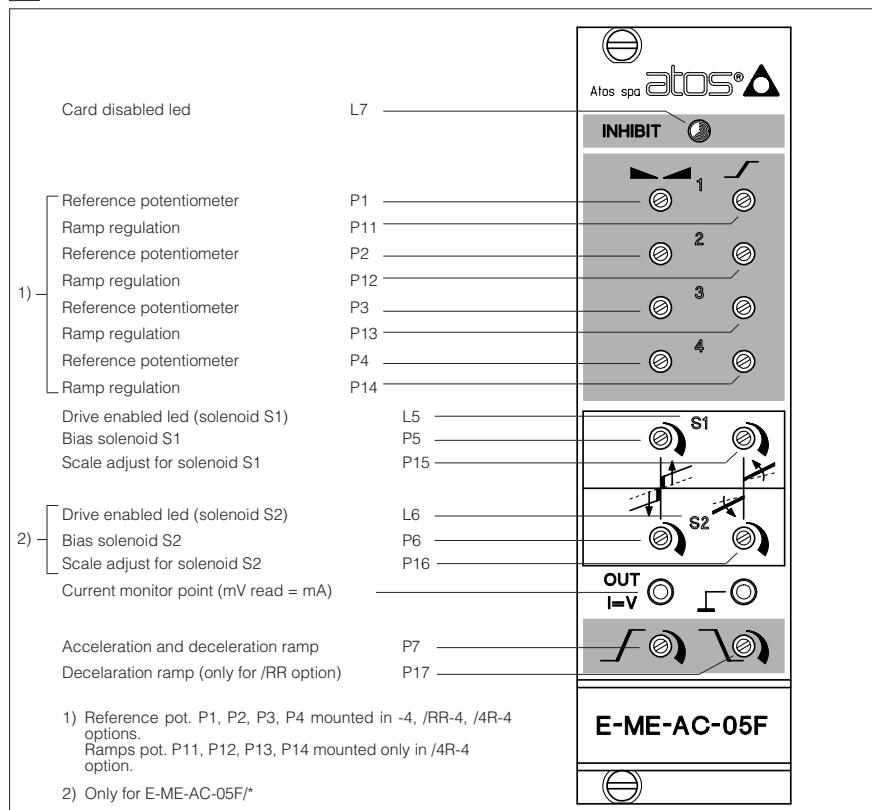 Atos spa atos®
Card disabled led L7
INHIBIT
1
Reference potentiometer P1
Ramp regulation P11
2
Reference potentiometer P2
Ramp regulation P12
1)
3
Reference potentiometer P3
Ramp regulation P13
4
Reference potentiometer P4
Ramp regulation P14
Drive enabled led (solenoid S1) L5
S1
Bias solenoid S1 P5
Scale adjust for solenoid S1 P15
Drive enabled led (solenoid S2) L6
S2
2)
Bias solenoid S2 P6
Scale adjust for solenoid S2 P16
OUT
I=V
Current monitor point (mV read = mA)
Acceleration and deceleration ramp P7
Decelaration ramp (only for /RR option) P17
1) Reference pot. P1, P2, P3, P4 mounted in -4, /RR-4, /4R-4
options.
Ramps pot. P11, P12, P13, P14 mounted only in /4R-4
option.
2) Only for E-ME-AC-05F/*
E-ME-AC-05F